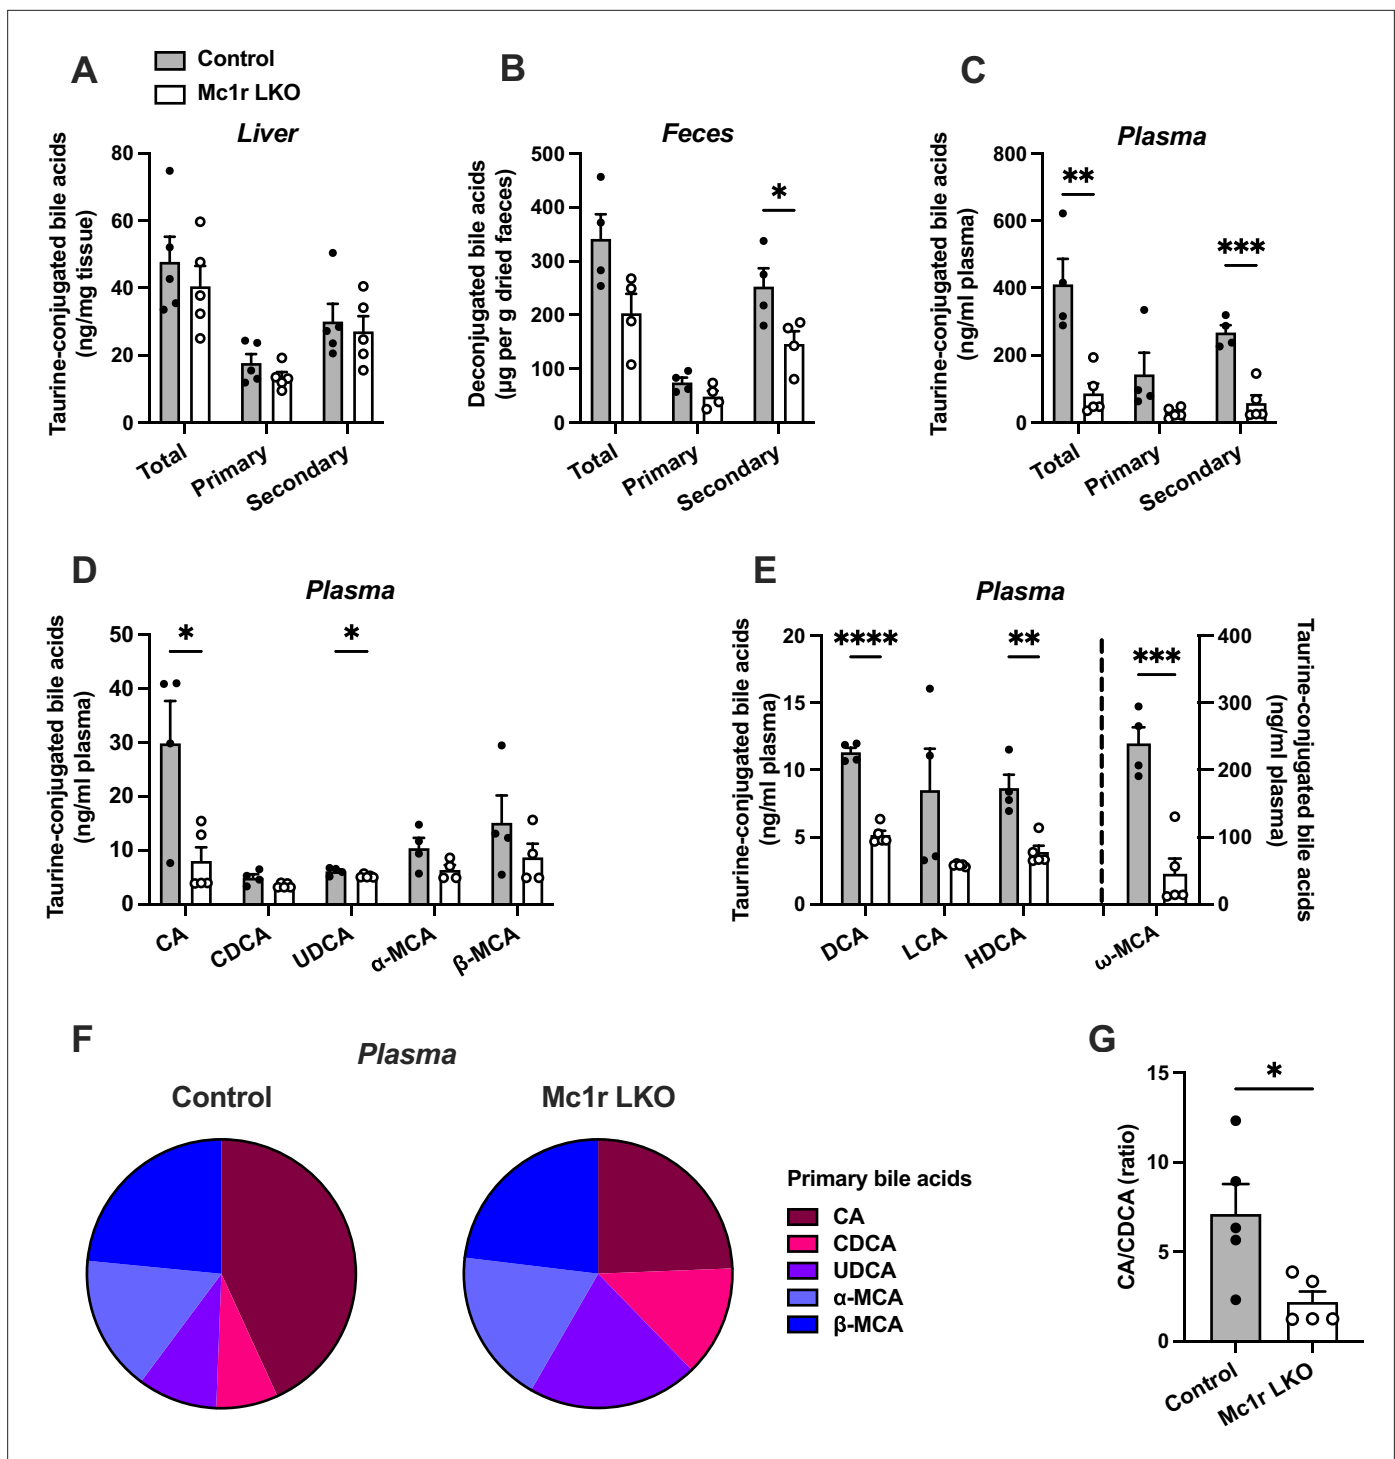 A
Control
Mc1r LKO
Liver
Taurine-conjugated bile acids
(ng/mg tissue)
80
60
40
20
0
Total
Primary
Secondary
B
Feces
Deconjugated bile acids
(µg per g dried faeces)
500
400
300
200
100
0
*
Total
Primary
Secondary
C
Plasma
Taurine-conjugated bile acids
(ng/ml plasma)
800
600
400
200
0
**
***
Total
Primary
Secondary
D
Plasma
Taurine-conjugated bile acids
(ng/ml plasma)
50
40
30
20
10
0
*
*
CA
CDCA
UDCA
α-MCA
β-MCA
E
Plasma
Taurine-conjugated bile acids
(ng/ml plasma)
20
15
10
5
0
****
**
***
DCA
LCA
HDCA
ω-MCA
400
300
200
100
0
Taurine-conjugated bile acids
(ng/ml plasma)
F
Plasma
Control
Mc1r LKO
Primary bile acids
CA
CDCA
UDCA
α-MCA
β-MCA
G
CA/CDCA (ratio)
15
10
5
0
*
Control
Mc1r LKO